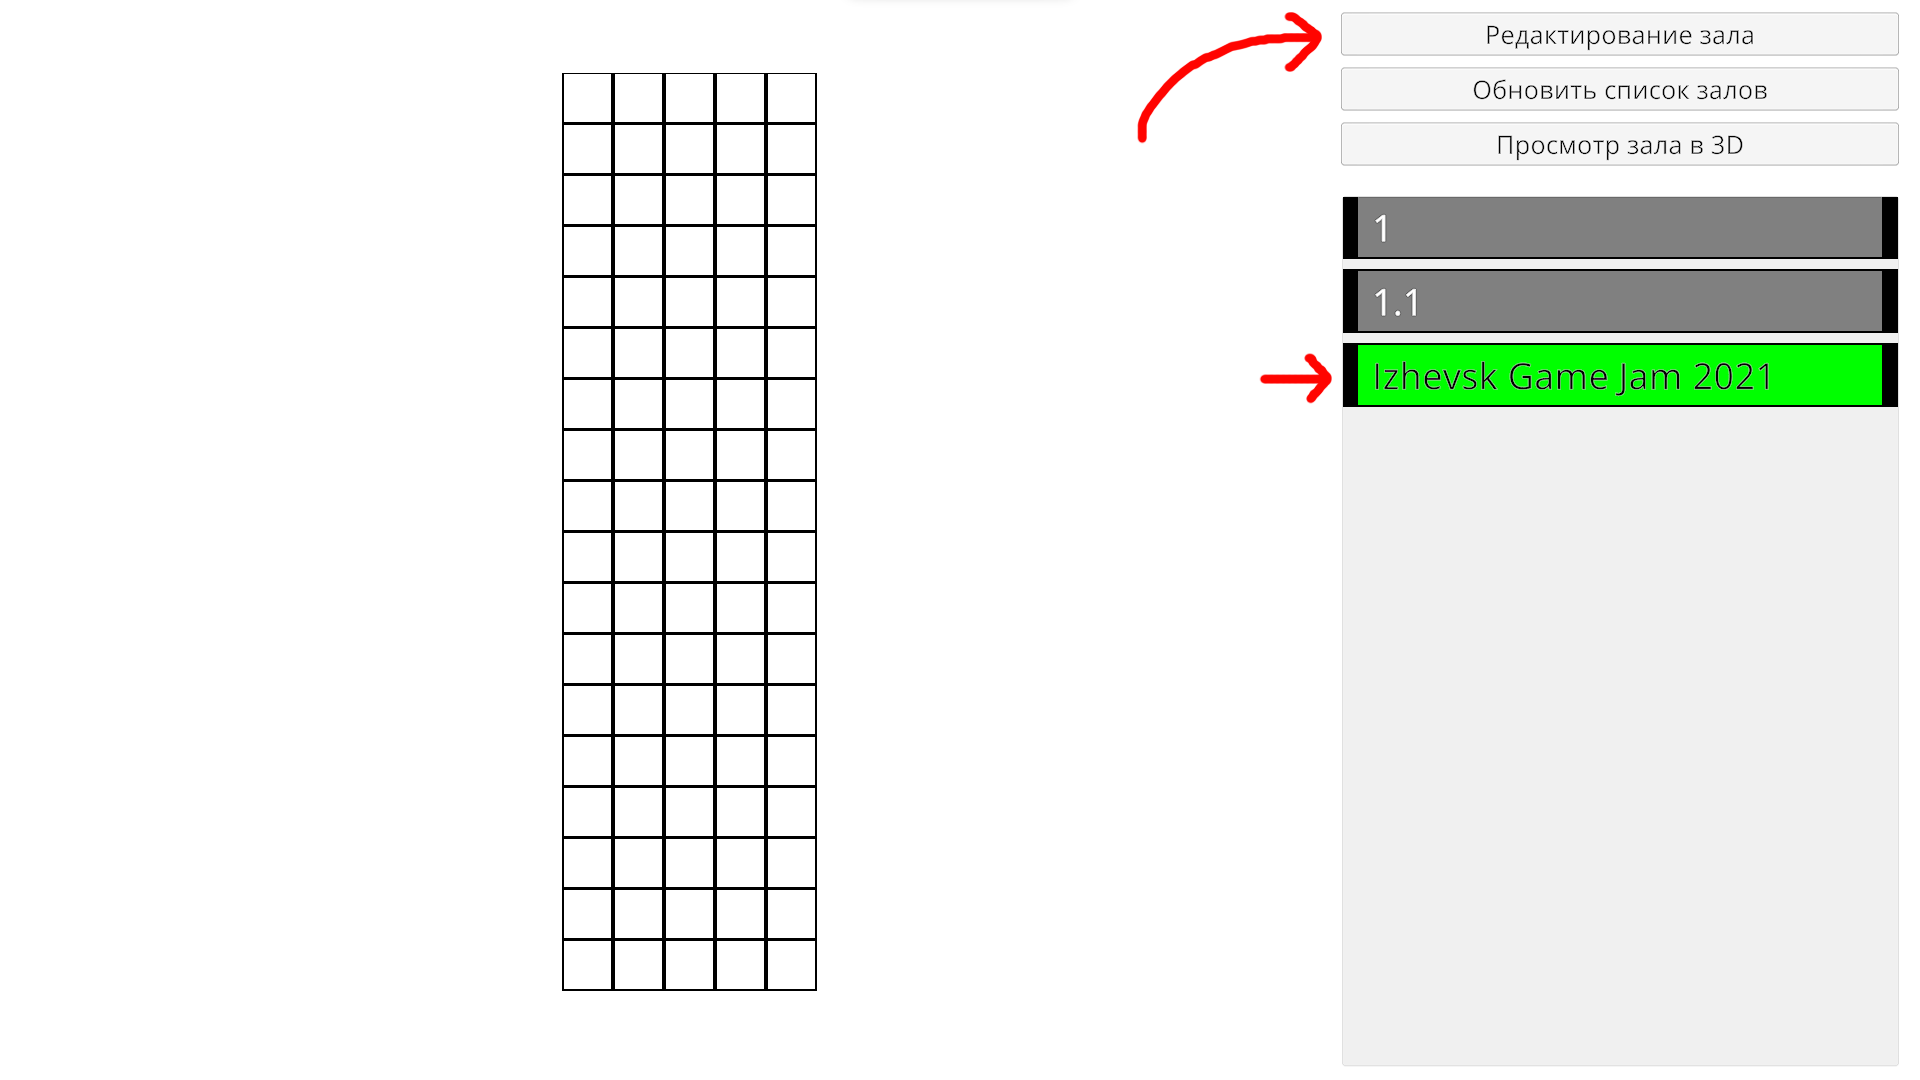 Редактирование зала
Обновить список залов
Просмотр зала в 3D
1
1.1
Izhevsk Game Jam 2021